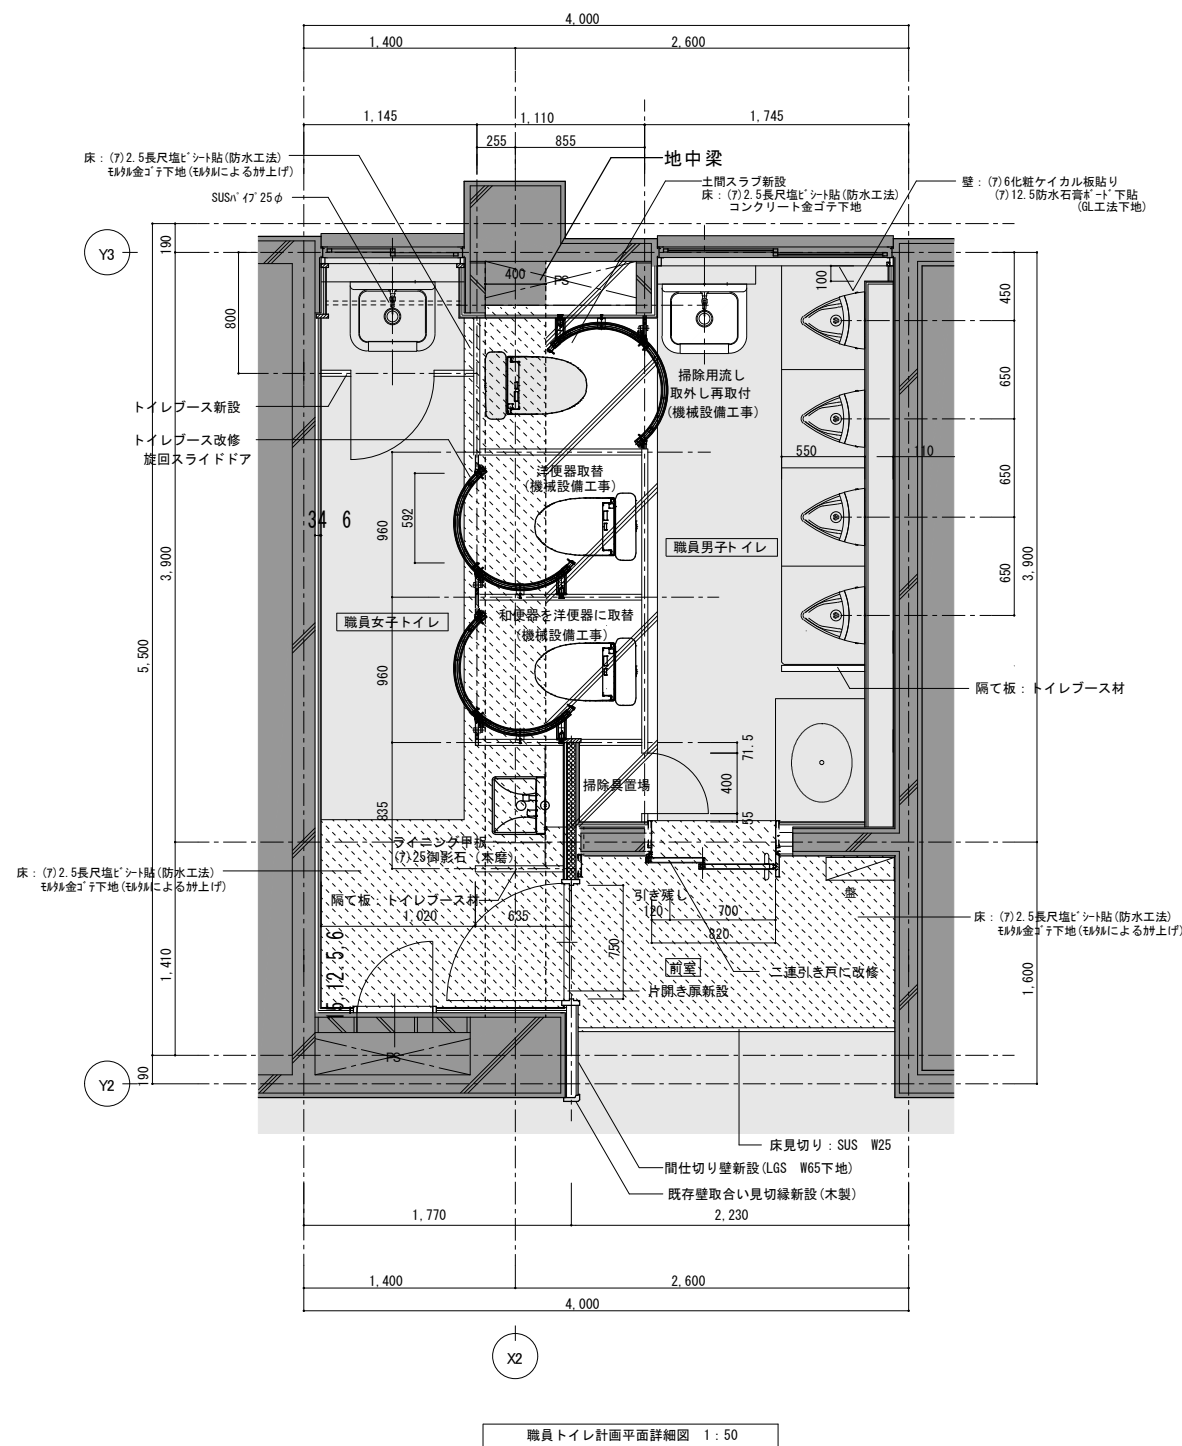 4,000
1,400
2,600
1,145
1,110
1,745
255
855
床：(ｱ)2.5長尺塩ﾋﾞｼｰﾄ貼(防水工法)
ﾓﾙﾀﾙ金ｺﾞﾃ下地(ﾓﾙﾀﾙによるｶｻ上げ)
地中梁
土間スラブ新設
床：(ｱ)2.5長尺塩ﾋﾞｼｰﾄ貼(防水工法)
コンクリート金ゴテ下地
壁：(ｱ)6化粧ケイカル板貼り
(ｱ)12.5防水石膏ﾎﾞｰﾄﾞ下貼
(GL工法下地)
SUSﾊﾟｲﾌﾟ25φ
Y3
190
400
PS
100
450
800
650
掃除用流し
取外し再取付
(機械設備工事)
トイレブース新設
トイレブース改修
旋回スライドドア
550
110
洋便器取替
(機械設備工事)
34 6
960
592
650
職員男子トイレ
3,900
3,900
650
職員女子トイレ
和便器を洋便器に取替
(機械設備工事)
5,500
960
隔て板：トイレブース材
71.5
掃除具置場
400
835
55
ライニング甲板
(ｱ)25御影石 (本磨)
床：(ｱ)2.5長尺塩ﾋﾞｼｰﾄ貼(防水工法)
ﾓﾙﾀﾙ金ｺﾞﾃ下地(ﾓﾙﾀﾙによるｶｻ上げ)
隔て板：トイレブース材
引き残し
盤
1,020
635
120
700
床：(ｱ)2.5長尺塩ﾋﾞｼｰﾄ貼(防水工法)
ﾓﾙﾀﾙ金ｺﾞﾃ下地(ﾓﾙﾀﾙによるｶｻ上げ)
820
750
1,410
15,12.5,6
前室
二連引き戸に改修
1,600
片開き扉新設
PS
Y2
190
床見切り：SUS W25
間仕切り壁新設(LGS W65下地)
既存壁取合い見切縁新設(木製)
1,770
2,230
1,400
2,600
4,000
X2
職員トイレ計画平面詳細図 1：50